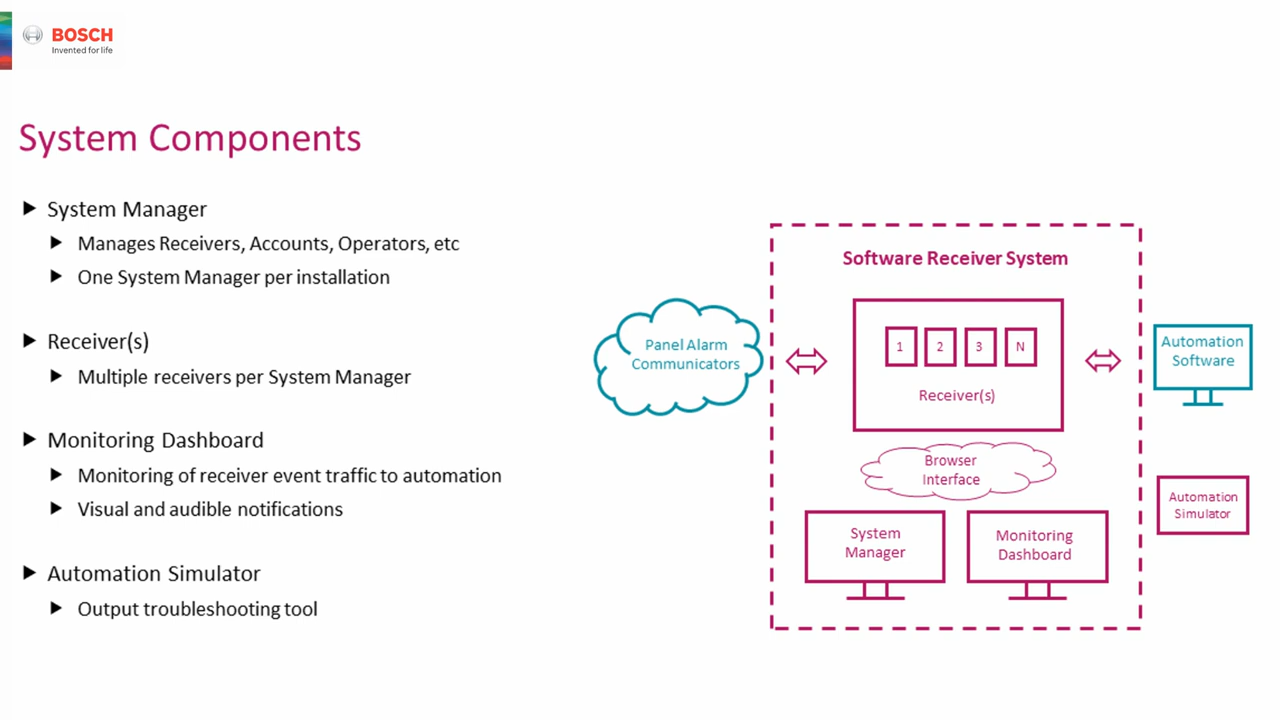 BOSCH
Invented for life
System Components
System Manager
Manages Receivers, Accounts, Operators, etc
One System Manager per installation
Receiver(s)
Multiple receivers per System Manager
Monitoring Dashboard
Monitoring of receiver event traffic to automation
Visual and audible notifications
Automation Simulator
Output troubleshooting tool
Software Receiver System
Panel Alarm
Communicators
1 2 3 N
Receiver(s)
Automation
Software
Browser
Interface
System
Manager
Monitoring
Dashboard
Automation
Simulator